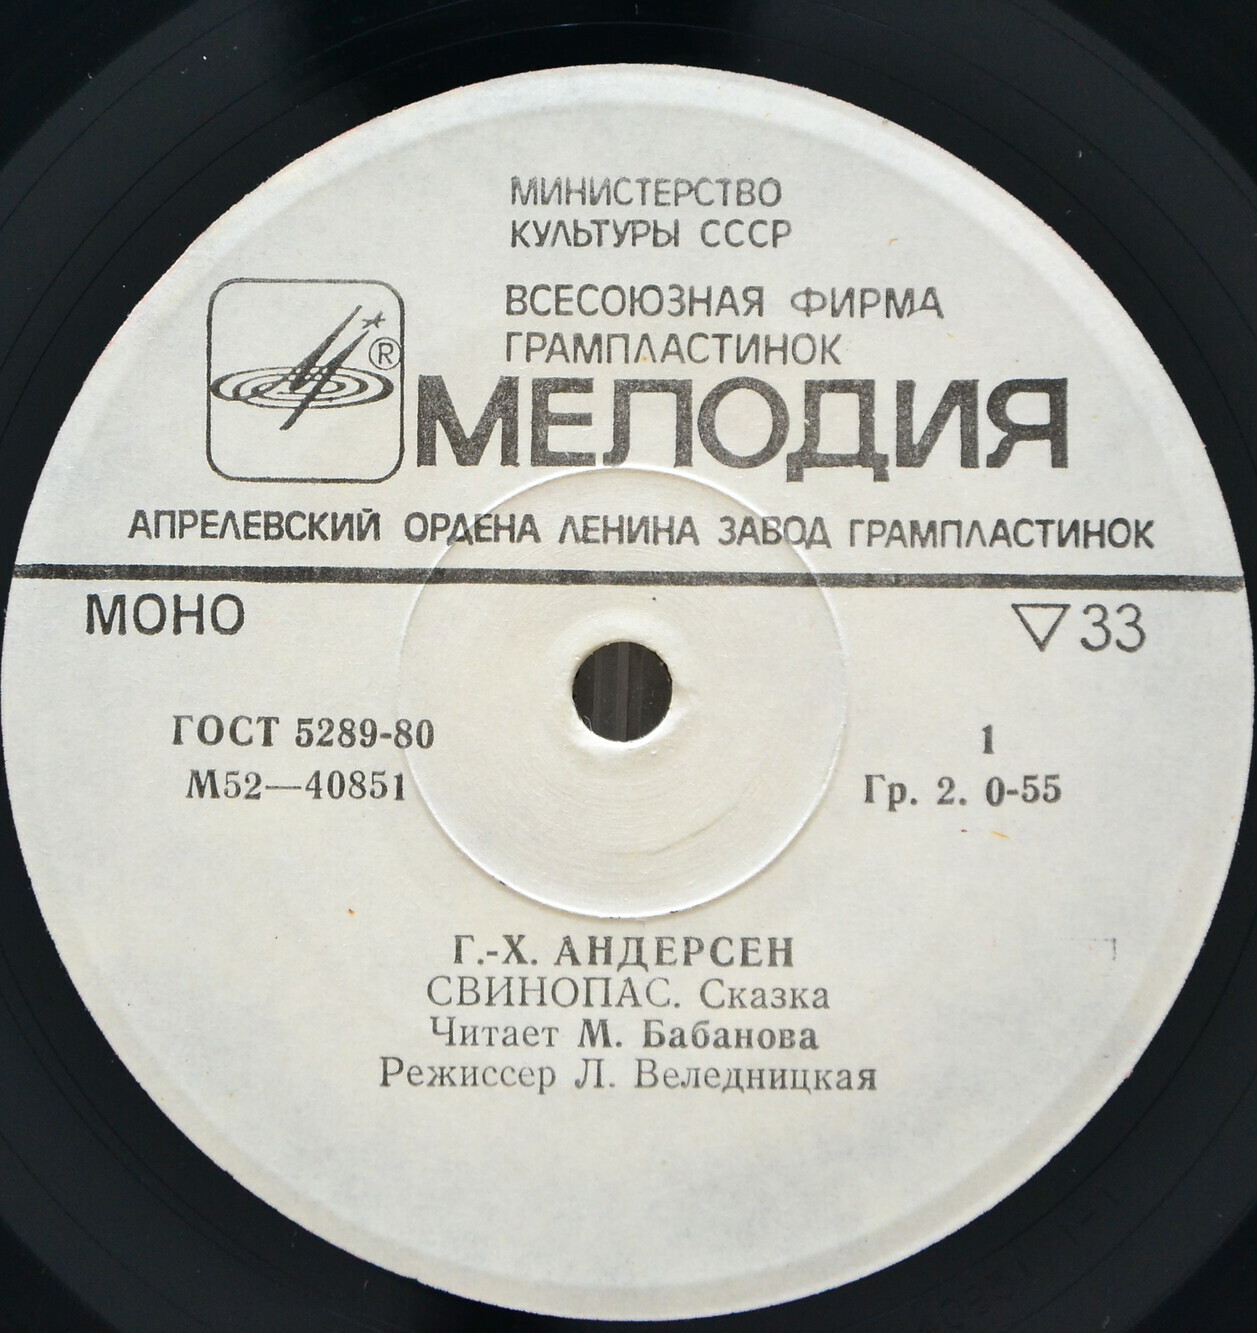 МИНИСТЕРСТВО
КУЛЬТУРЫ СССР
ВСЕСОЮЗНАЯ ФИРМА
ГРАМПЛАСТИНОК
®
МЕЛОДИЯ
АПРЕЛЕВСКИЙ ОРДЕНА ЛЕНИНА ЗАВОД ГРАМПЛАСТИНОК
МОНО
▽33
ГОСТ 5289-80
М52—40851
1
Гр. 2. 0-55
Г.-Х. АНДЕРСЕН
СВИНОПАС. Сказка
Читает М. Бабанова
Режиссер Л. Веледницкая